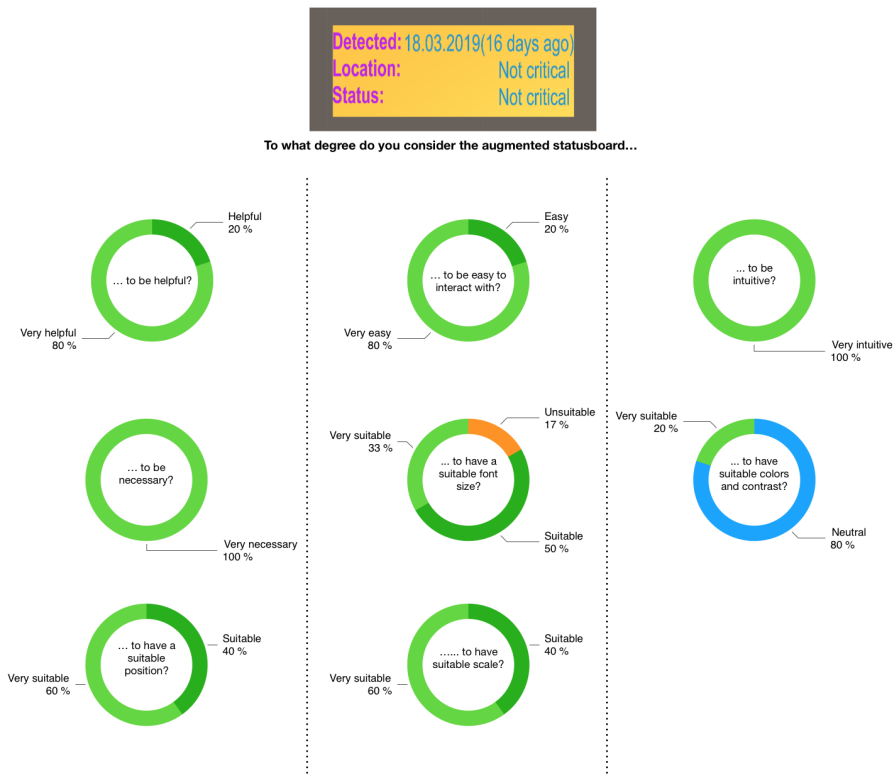 Detected: 18.03.2019(16 days ago)
Location: Not critical
Status: Not critical
To what degree do you consider the augmented statusboard…
Helpful
20 %
… to be helpful?
Very helpful
80 %
Easy
20 %
… to be easy to
interact with?
Very easy
80 %
... to be
intuitive?
Very intuitive
100 %
… to be
necessary?
Very necessary
100 %
Unsuitable
17 %
Very suitable
33 %
... to have a
suitable font
size?
Suitable
50 %
Very suitable
20 %
... to have
suitable colors
and contrast?
Neutral
80 %
… to have a
suitable
position?
Suitable
40 %
Very suitable
60 %
…... to have
suitable scale?
Suitable
40 %
Very suitable
60 %